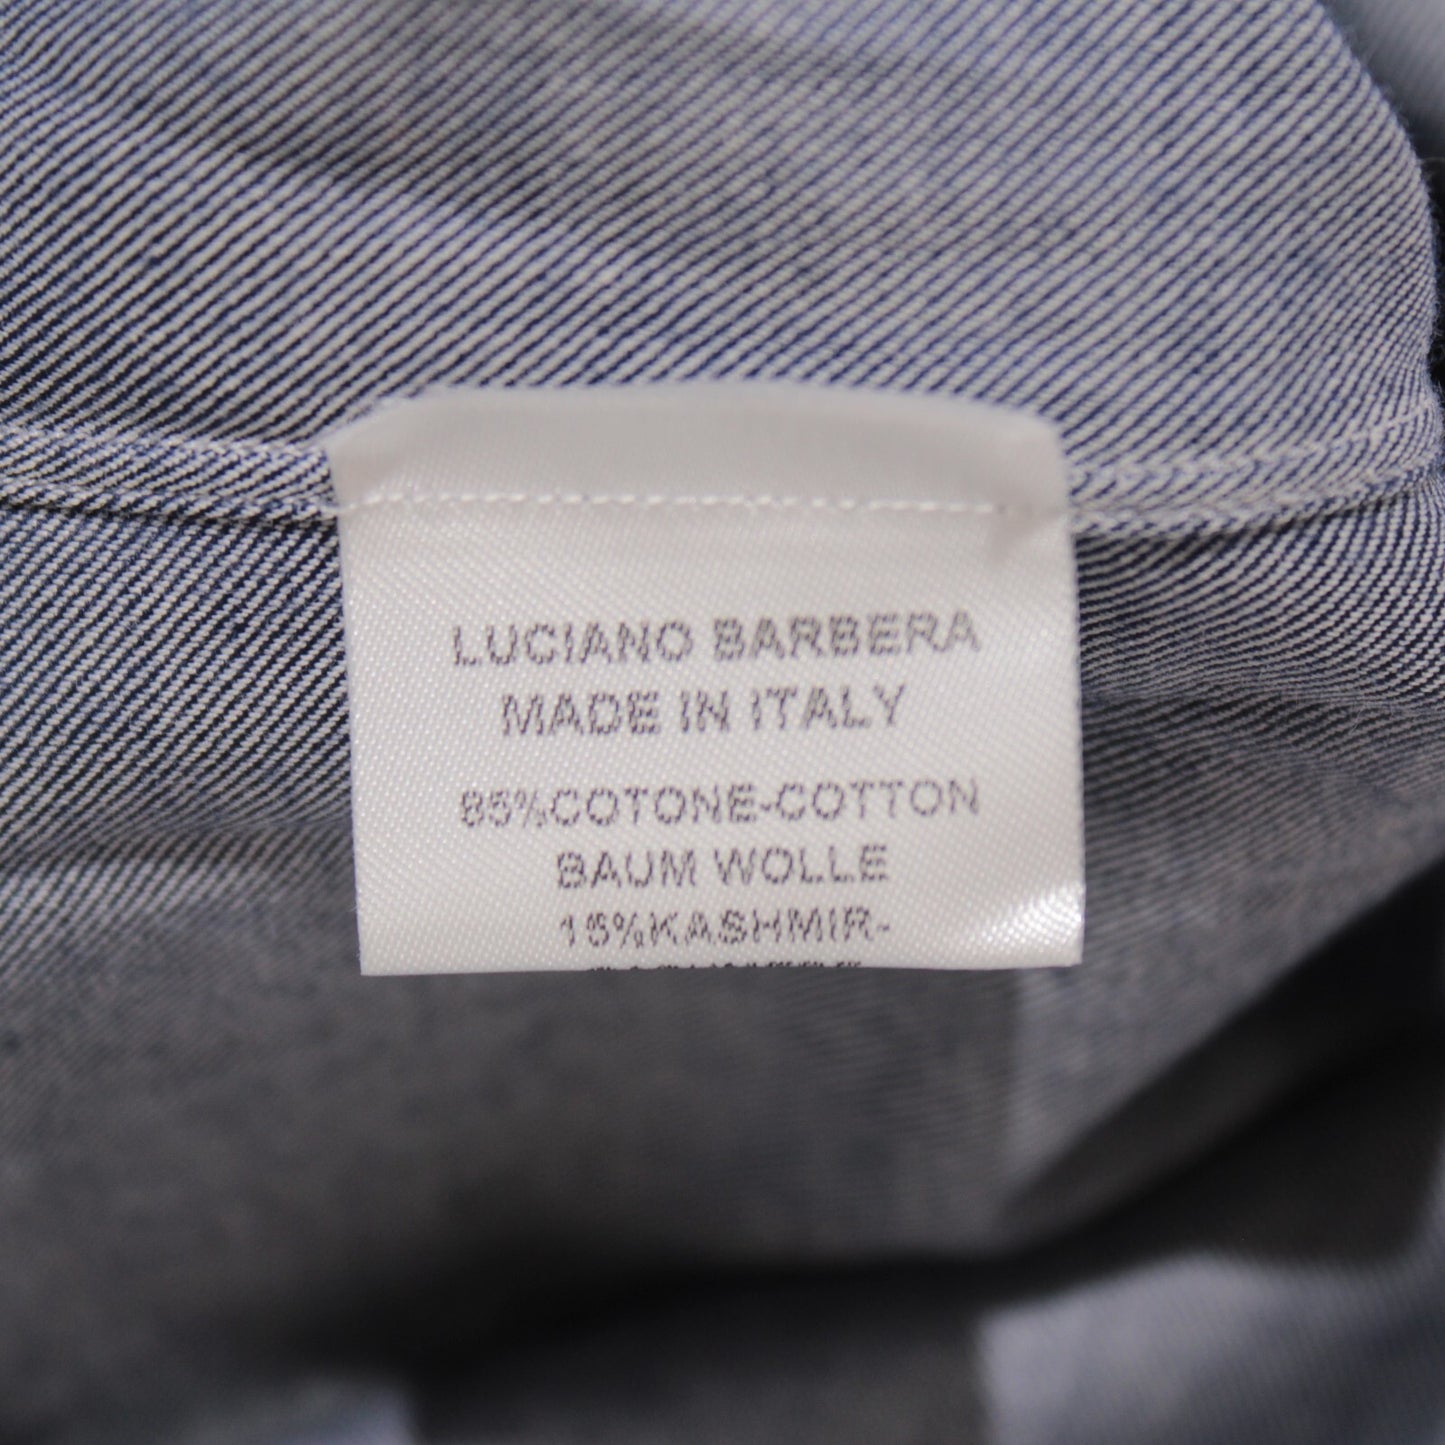 LUCIANO BARBERA
MADE IN ITALY
85%COTONE-COTTON
BAUM WOLLE
15%KASHMIR-